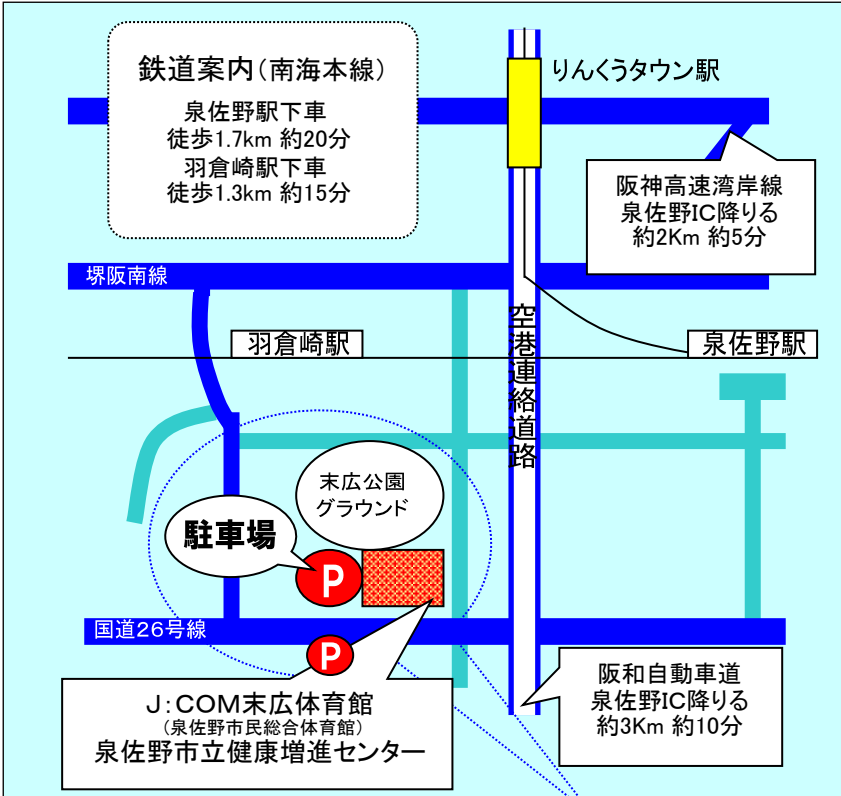 鉄道案内(南海本線)
泉佐野駅下車
徒歩1.7km 約20分
羽倉崎駅下車
徒歩1.3km 約15分
りんくうタウン駅
阪神高速湾岸線
泉佐野IC降りる
約2Km 約5分
堺阪南線
空港連絡道路
羽倉崎駅
泉佐野駅
末広公園
グラウンド
駐車場
P
国道26号線
P
J:COM末広体育館
(泉佐野市民総合体育館)
泉佐野市立健康増進センター
阪和自動車道
泉佐野IC降りる
約3Km 約10分